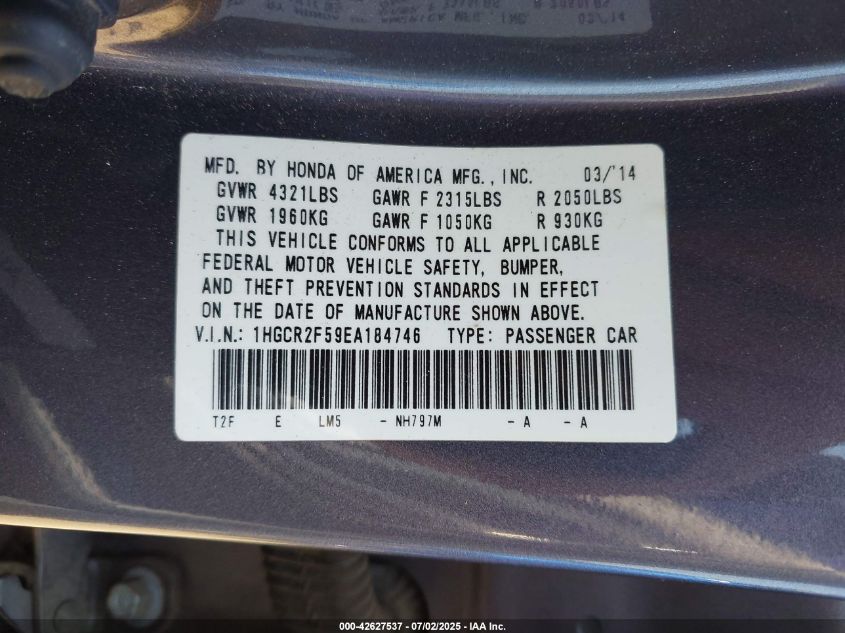 MFD. BY HONDA OF AMERICA MFG., INC. 03/'14
GVWR 4321LBS GAWR F 2315LBS R 2050LBS
GVWR 1960KG GAWR F 1050KG R 930KG
THIS VEHICLE CONFORMS TO ALL APPLICABLE
FEDERAL MOTOR VEHICLE SAFETY, BUMPER,
AND THEFT PREVENTION STANDARDS IN EFFECT
ON THE DATE OF MANUFACTURE SHOWN ABOVE.
V.I.N.: 1HGCR2F59EA184746 TYPE: PASSENGER CAR
T2F E LM5 - NH797M - A - A
000-42627537 - 07/02/2025 - IAA Inc.